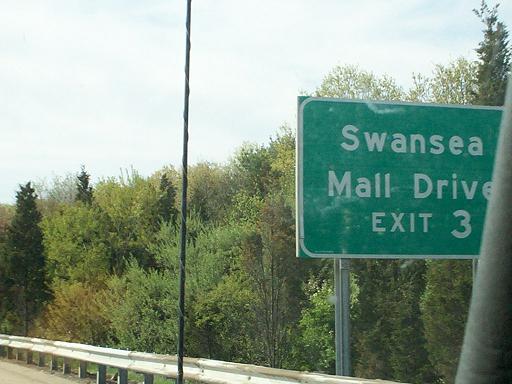 Swansea
Mall Drive
EXIT 3